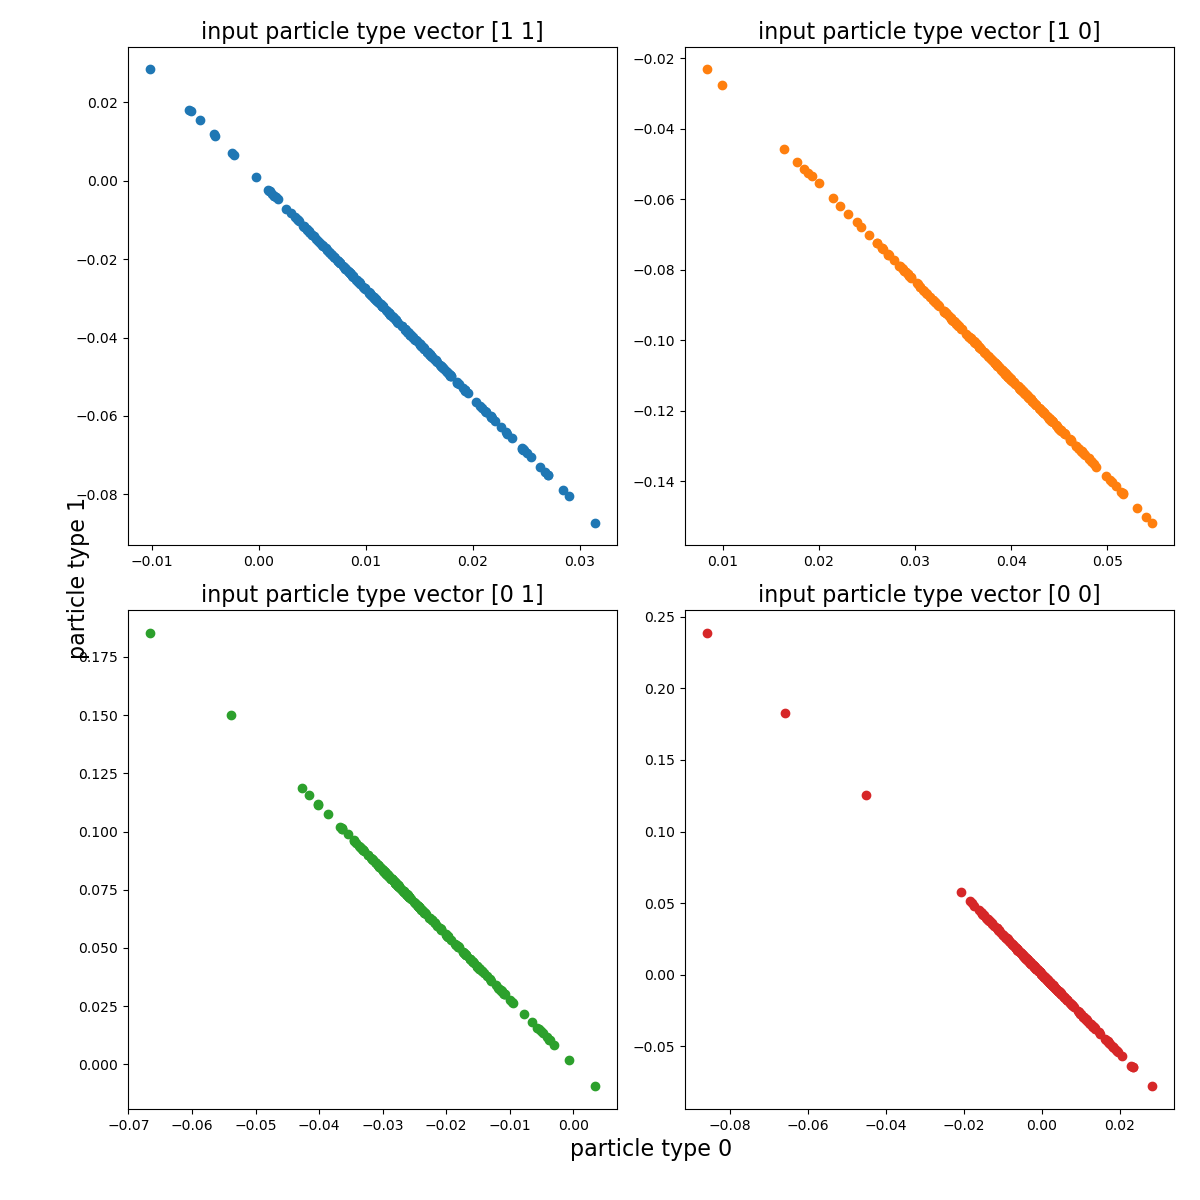 input particle type vector [1 1]
input particle type vector [1 0]
0.02
0.00
−0.02
−0.04
−0.06
−0.08
−0.01 0.00 0.01 0.02 0.03
−0.02
−0.04
−0.06
−0.08
−0.10
−0.12
−0.14
0.01 0.02 0.03 0.04 0.05
particle type 1
input particle type vector [0 1]
input particle type vector [0 0]
0.175
0.150
0.125
0.100
0.075
0.050
0.025
0.000
−0.07 −0.06 −0.05 −0.04 −0.03 −0.02 −0.01 0.00
0.25
0.20
0.15
0.10
0.05
0.00
−0.05
−0.08 −0.06 −0.04 −0.02 0.00 0.02
particle type 0